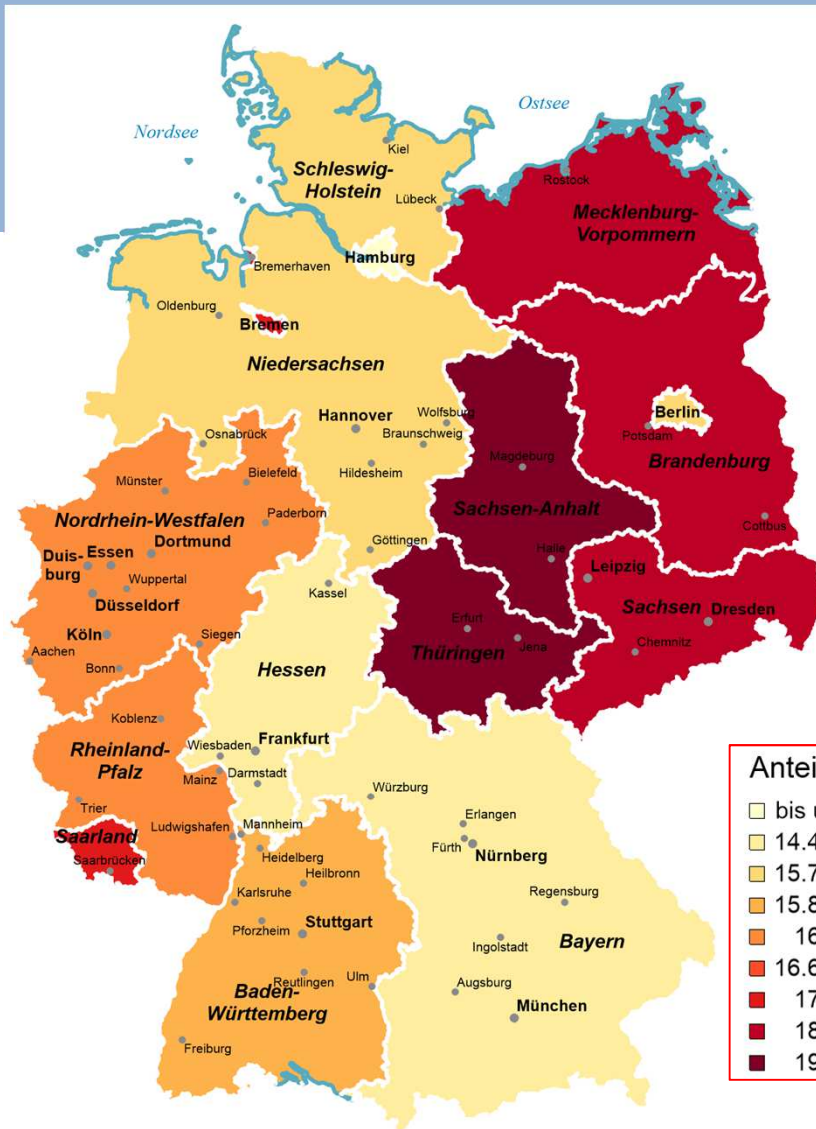 Nordsee
Ostsee
Kiel
Schleswig-
Holstein
Lübeck
Rostock
Mecklenburg-
Vorpommern
Hamburg
Bremerhaven
Oldenburg
Bremen
Niedersachsen
Hannover
Wolfsburg
Braunschweig
Osnabrück
Hildesheim
Berlin
Potsdam
Brandenburg
Cottbus
Magdeburg
Sachsen-Anhalt
Halle
Münster
Bielefeld
Nordrhein-Westfalen
Paderborn
Dortmund
Duis-
burg
Essen
Wuppertal
Düsseldorf
Köln
Aachen
Bonn
Siegen
Göttingen
Kassel
Leipzig
Sachsen
Dresden
Chemnitz
Erfurt
Jena
Thüringen
Hessen
Koblenz
Rheinland-
Pfalz
Wiesbaden
Frankfurt
Mainz
Darmstadt
Trier
Saarland
Saarbrücken
Ludwigshafen
Mannheim
Heidelberg
Würzburg
Erlangen
Fürth
Nürnberg
Heilbronn
Karlsruhe
Pforzheim
Stuttgart
Regensburg
Ingolstadt
Bayern
Reutlingen
Ulm
Augsburg
Baden-
Württemberg
München
Freiburg
Antei
bis u
14.4
15.7
15.8
16
16.6
17
18
19